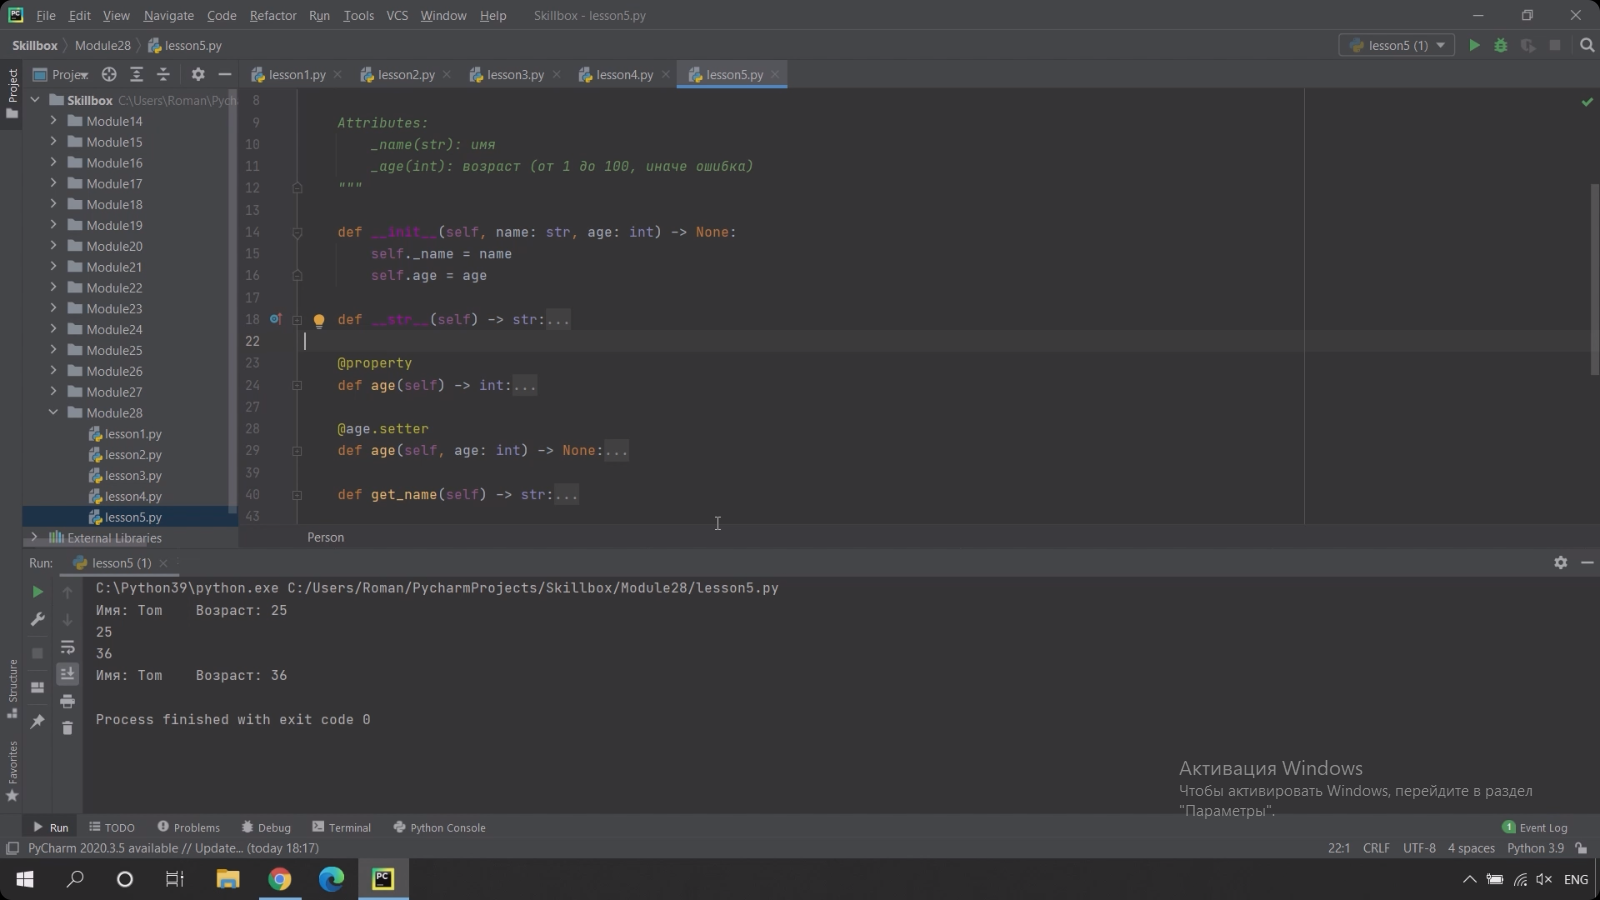 File Edit View Navigate Code Refactor Run Tools VCS Window Help Skillbox - lesson5.py
Skillbox Module28 lesson5.py lesson5 (1)
Project
Proje
lesson1.py lesson2.py lesson3.py lesson4.py lesson5.py
Skillbox C:\Users\Roman\Pych
Module14
Module15
Module16
Module17
Module18
Module19
Module20
Module21
Module22
Module23
Module24
Module25
Module26
Module27
Module28
lesson1.py
lesson2.py
lesson3.py
lesson4.py
lesson5.py
External Libraries
8
9 Attributes:
10 _name(str): имя
11 _age(int): возраст (от 1 до 100, иначе ошибка)
12 """
13
14 def __init__(self, name: str, age: int) -> None:
15 self._name = name
16 self.age = age
17
18 def __str__(self) -> str:...
22
23 @property
24 def age(self) -> int:...
27
28 @age.setter
29 def age(self, age: int) -> None:...
39
40 def get_name(self) -> str:...
43
Person
Run: lesson5 (1)
C:\Python39\python.exe C:/Users/Roman/PycharmProjects/Skillbox/Module28/lesson5.py
Имя: Tom Возраст: 25
25
36
Имя: Tom Возраст: 36
Process finished with exit code 0
Structure
Favorites
Активация Windows
Чтобы активировать Windows, перейдите в раздел
"Параметры".
Run TODO Problems Debug Terminal Python Console 1 Event Log
PyCharm 2020.3.5 available // Update... (today 18:17) 22:1 CRLF UTF-8 4 spaces Python 3.9
PC ENG